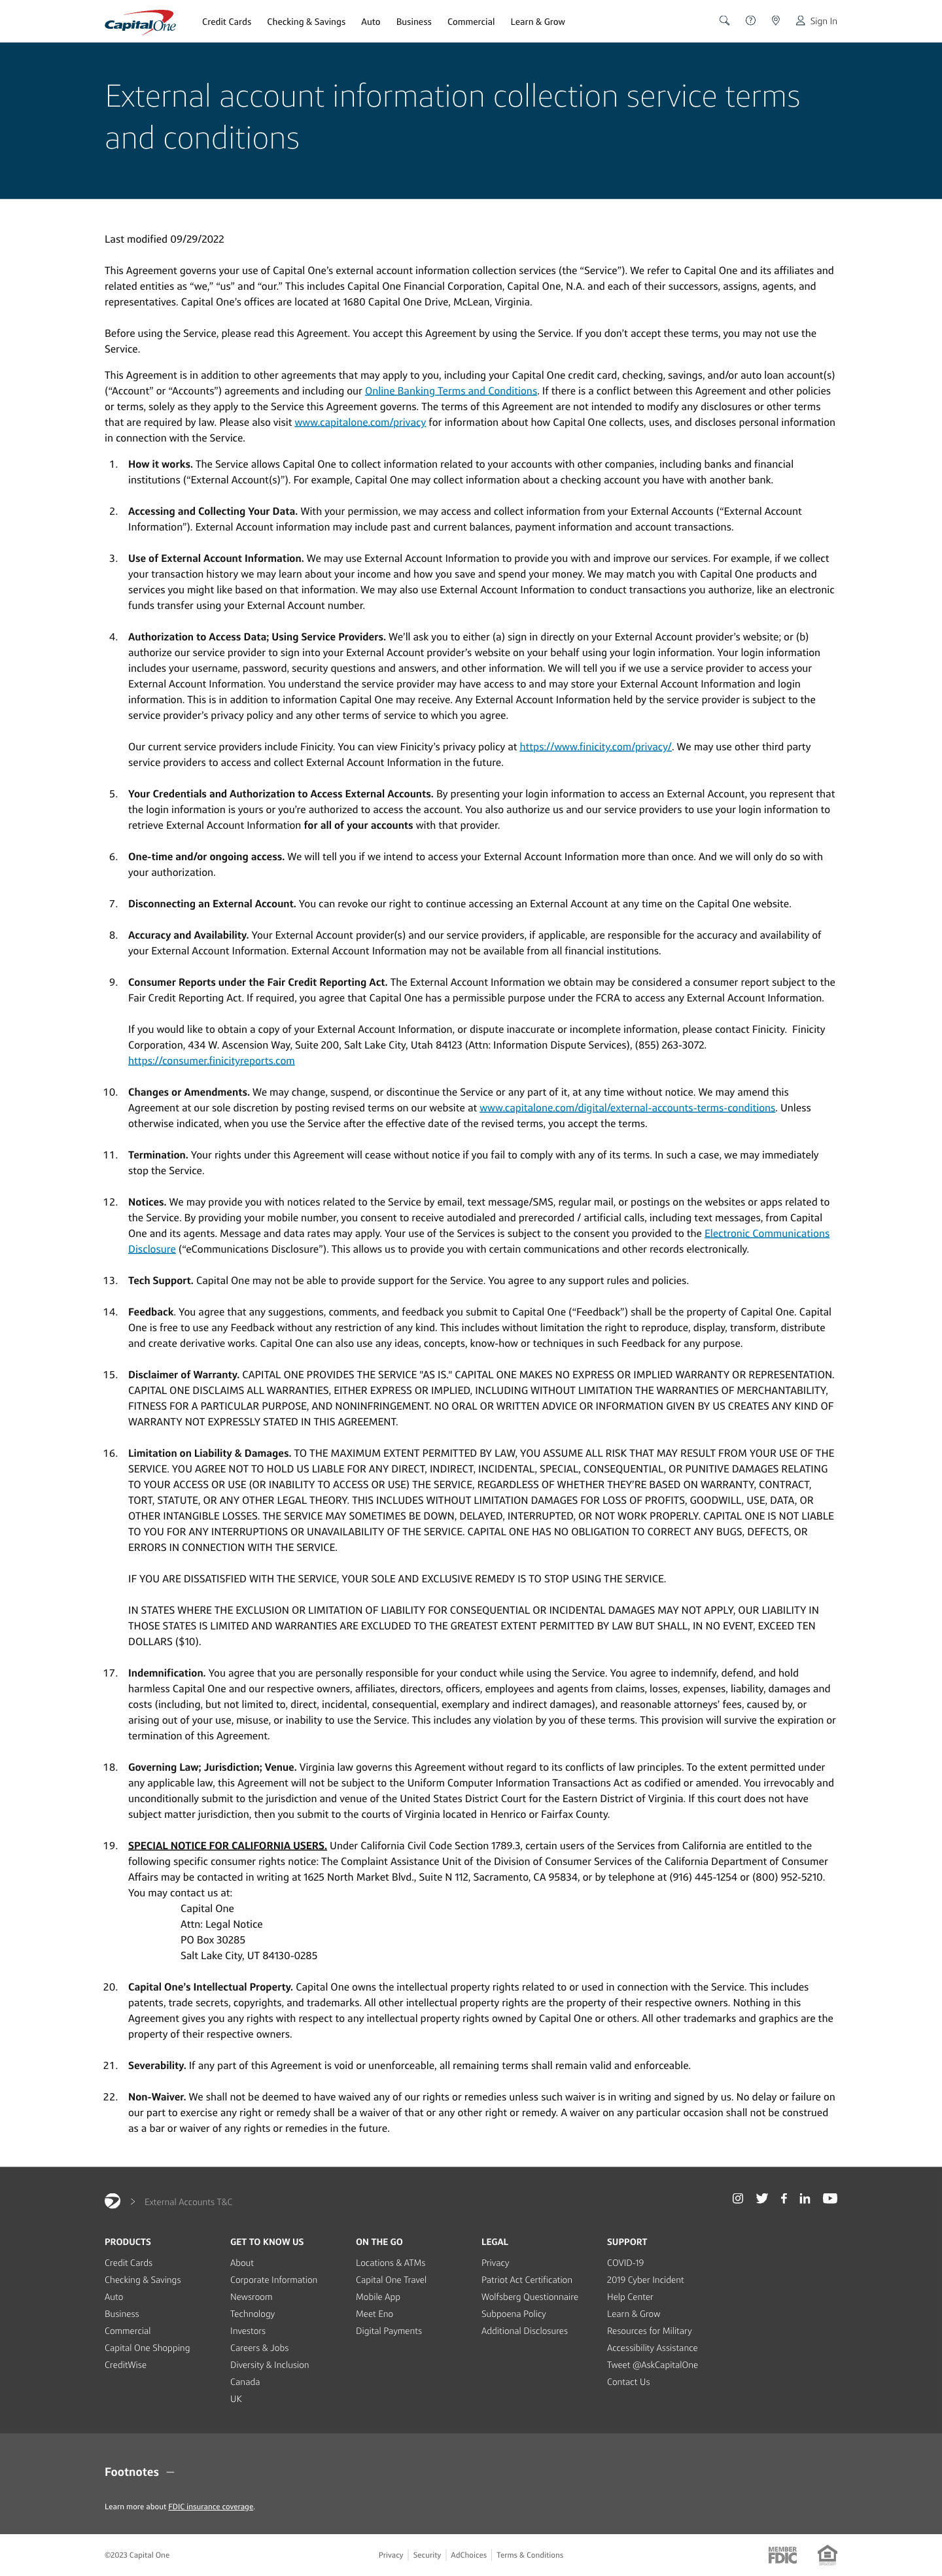 Capital One
Credit Cards Checking & Savings Auto Business Commercial Learn & Grow
Sign In
External account information collection service terms
and conditions
Last modified 09/29/2022
This Agreement governs your use of Capital One’s external account information collection services (the “Service”). We refer to Capital One and its affiliates and
related entities as “we,” “us” and “our.” This includes Capital One Financial Corporation, Capital One, N.A. and each of their successors, assigns, agents, and
representatives. Capital One’s offices are located at 1680 Capital One Drive, McLean, Virginia.
Before using the Service, please read this Agreement. You accept this Agreement by using the Service. If you don’t accept these terms, you may not use the
Service.
This Agreement is in addition to other agreements that may apply to you, including your Capital One credit card, checking, savings, and/or auto loan account(s)
(“Account” or “Accounts”) agreements and including our Online Banking Terms and Conditions. If there is a conflict between this Agreement and other policies
or terms, solely as they apply to the Service this Agreement governs. The terms of this Agreement are not intended to modify any disclosures or other terms
that are required by law. Please also visit www.capitalone.com/privacy for information about how Capital One collects, uses, and discloses personal information
in connection with the Service.
1. How it works. The Service allows Capital One to collect information related to your accounts with other companies, including banks and financial
institutions (“External Account(s)”). For example, Capital One may collect information about a checking account you have with another bank.
2. Accessing and Collecting Your Data. With your permission, we may access and collect information from your External Accounts (“External Account
Information”). External Account information may include past and current balances, payment information and account transactions.
3. Use of External Account Information. We may use External Account Information to provide you with and improve our services. For example, if we collect
your transaction history we may learn about your income and how you save and spend your money. We may match you with Capital One products and
services you might like based on that information. We may also use External Account Information to conduct transactions you authorize, like an electronic
funds transfer using your External Account number.
4. Authorization to Access Data; Using Service Providers. We’ll ask you to either (a) sign in directly on your External Account provider’s website; or (b)
authorize our service provider to sign into your External Account provider’s website on your behalf using your login information. Your login information
includes your username, password, security questions and answers, and other information. We will tell you if we use a service provider to access your
External Account Information. You understand the service provider may have access to and may store your External Account Information and login
information. This is in addition to information Capital One may receive. Any External Account Information held by the service provider is subject to the
service provider’s privacy policy and any other terms of service to which you agree.
Our current service providers include Finicity. You can view Finicity’s privacy policy at https://www.finicity.com/privacy/. We may use other third party
service providers to access and collect External Account Information in the future.
5. Your Credentials and Authorization to Access External Accounts. By presenting your login information to access an External Account, you represent that
the login information is yours or you’re authorized to access the account. You also authorize us and our service providers to use your login information to
retrieve External Account Information for all of your accounts with that provider.
6. One-time and/or ongoing access. We will tell you if we intend to access your External Account Information more than once. And we will only do so with
your authorization.
7. Disconnecting an External Account. You can revoke our right to continue accessing an External Account at any time on the Capital One website.
8. Accuracy and Availability. Your External Account provider(s) and our service providers, if applicable, are responsible for the accuracy and availability of
your External Account Information. External Account Information may not be available from all financial institutions.
9. Consumer Reports under the Fair Credit Reporting Act. The External Account Information we obtain may be considered a consumer report subject to the
Fair Credit Reporting Act. If required, you agree that Capital One has a permissible purpose under the FCRA to access any External Account Information.
If you would like to obtain a copy of your External Account Information, or dispute inaccurate or incomplete information, please contact Finicity. Finicity
Corporation, 434 W. Ascension Way, Suite 200, Salt Lake City, Utah 84123 (Attn: Information Dispute Services), (855) 263-3072.
https://consumer.finicityreports.com
10. Changes or Amendments. We may change, suspend, or discontinue the Service or any part of it, at any time without notice. We may amend this
Agreement at our sole discretion by posting revised terms on our website at www.capitalone.com/digital/external-accounts-terms-conditions. Unless
otherwise indicated, when you use the Service after the effective date of the revised terms, you accept the terms.
11. Termination. Your rights under this Agreement will cease without notice if you fail to comply with any of its terms. In such a case, we may immediately
stop the Service.
12. Notices. We may provide you with notices related to the Service by email, text message/SMS, regular mail, or postings on the websites or apps related to
the Service. By providing your mobile number, you consent to receive autodialed and prerecorded / artificial calls, including text messages, from Capital
One and its agents. Message and data rates may apply. Your use of the Services is subject to the consent you provided to the Electronic Communications
Disclosure (“eCommunications Disclosure”). This allows us to provide you with certain communications and other records electronically.
13. Tech Support. Capital One may not be able to provide support for the Service. You agree to any support rules and policies.
14. Feedback. You agree that any suggestions, comments, and feedback you submit to Capital One (“Feedback”) shall be the property of Capital One. Capital
One is free to use any Feedback without any restriction of any kind. This includes without limitation the right to reproduce, display, transform, distribute
and create derivative works. Capital One can also use any ideas, concepts, know-how or techniques in such Feedback for any purpose.
15. Disclaimer of Warranty. CAPITAL ONE PROVIDES THE SERVICE "AS IS." CAPITAL ONE MAKES NO EXPRESS OR IMPLIED WARRANTY OR REPRESENTATION.
CAPITAL ONE DISCLAIMS ALL WARRANTIES, EITHER EXPRESS OR IMPLIED, INCLUDING WITHOUT LIMITATION THE WARRANTIES OF MERCHANTABILITY,
FITNESS FOR A PARTICULAR PURPOSE, AND NONINFRINGEMENT. NO ORAL OR WRITTEN ADVICE OR INFORMATION GIVEN BY US CREATES ANY KIND OF
WARRANTY NOT EXPRESSLY STATED IN THIS AGREEMENT.
16. Limitation on Liability & Damages. TO THE MAXIMUM EXTENT PERMITTED BY LAW, YOU ASSUME ALL RISK THAT MAY RESULT FROM YOUR USE OF THE
SERVICE. YOU AGREE NOT TO HOLD US LIABLE FOR ANY DIRECT, INDIRECT, INCIDENTAL, SPECIAL, CONSEQUENTIAL, OR PUNITIVE DAMAGES RELATING
TO YOUR ACCESS OR USE (OR INABILITY TO ACCESS OR USE) THE SERVICE, REGARDLESS OF WHETHER THEY’RE BASED ON WARRANTY, CONTRACT,
TORT, STATUTE, OR ANY OTHER LEGAL THEORY. THIS INCLUDES WITHOUT LIMITATION DAMAGES FOR LOSS OF PROFITS, GOODWILL, USE, DATA, OR
OTHER INTANGIBLE LOSSES. THE SERVICE MAY SOMETIMES BE DOWN, DELAYED, INTERRUPTED, OR NOT WORK PROPERLY. CAPITAL ONE IS NOT LIABLE
TO YOU FOR ANY INTERRUPTIONS OR UNAVAILABILITY OF THE SERVICE. CAPITAL ONE HAS NO OBLIGATION TO CORRECT ANY BUGS, DEFECTS, OR
ERRORS IN CONNECTION WITH THE SERVICE.
IF YOU ARE DISSATISFIED WITH THE SERVICE, YOUR SOLE AND EXCLUSIVE REMEDY IS TO STOP USING THE SERVICE.
IN STATES WHERE THE EXCLUSION OR LIMITATION OF LIABILITY FOR CONSEQUENTIAL OR INCIDENTAL DAMAGES MAY NOT APPLY, OUR LIABILITY IN
THOSE STATES IS LIMITED AND WARRANTIES ARE EXCLUDED TO THE GREATEST EXTENT PERMITTED BY LAW BUT SHALL, IN NO EVENT, EXCEED TEN
DOLLARS ($10).
17. Indemnification. You agree that you are personally responsible for your conduct while using the Service. You agree to indemnify, defend, and hold
harmless Capital One and our respective owners, affiliates, directors, officers, employees and agents from claims, losses, expenses, liability, damages and
costs (including, but not limited to, direct, incidental, consequential, exemplary and indirect damages), and reasonable attorneys’ fees, caused by, or
arising out of your use, misuse, or inability to use the Service. This includes any violation by you of these terms. This provision will survive the expiration or
termination of this Agreement.
18. Governing Law; Jurisdiction; Venue. Virginia law governs this Agreement without regard to its conflicts of law principles. To the extent permitted under
any applicable law, this Agreement will not be subject to the Uniform Computer Information Transactions Act as codified or amended. You irrevocably and
unconditionally submit to the jurisdiction and venue of the United States District Court for the Eastern District of Virginia. If this court does not have
subject matter jurisdiction, then you submit to the courts of Virginia located in Henrico or Fairfax County.
19. SPECIAL NOTICE FOR CALIFORNIA USERS. Under California Civil Code Section 1789.3, certain users of the Services from California are entitled to the
following specific consumer rights notice: The Complaint Assistance Unit of the Division of Consumer Services of the California Department of Consumer
Affairs may be contacted in writing at 1625 North Market Blvd., Suite N 112, Sacramento, CA 95834, or by telephone at (916) 445-1254 or (800) 952-5210.
You may contact us at:
Capital One
Attn: Legal Notice
PO Box 30285
Salt Lake City, UT 84130-0285
20. Capital One’s Intellectual Property. Capital One owns the intellectual property rights related to or used in connection with the Service. This includes
patents, trade secrets, copyrights, and trademarks. All other intellectual property rights are the property of their respective owners. Nothing in this
Agreement gives you any rights with respect to any intellectual property rights owned by Capital One or others. All other trademarks and graphics are the
property of their respective owners.
21. Severability. If any part of this Agreement is void or unenforceable, all remaining terms shall remain valid and enforceable.
22. Non-Waiver. We shall not be deemed to have waived any of our rights or remedies unless such waiver is in writing and signed by us. No delay or failure on
our part to exercise any right or remedy shall be a waiver of that or any other right or remedy. A waiver on any particular occasion shall not be construed
as a bar or waiver of any rights or remedies in the future.
External Accounts T&C
PRODUCTS
Credit Cards
Checking & Savings
Auto
Business
Commercial
Capital One Shopping
CreditWise
GET TO KNOW US
About
Corporate Information
Newsroom
Technology
Investors
Careers & Jobs
Diversity & Inclusion
Canada
UK
ON THE GO
Locations & ATMs
Capital One Travel
Mobile App
Meet Eno
Digital Payments
LEGAL
Privacy
Patriot Act Certification
Wolfsberg Questionnaire
Subpoena Policy
Additional Disclosures
SUPPORT
COVID-19
2019 Cyber Incident
Help Center
Learn & Grow
Resources for Military
Accessibility Assistance
Tweet @AskCapitalOne
Contact Us
Footnotes
Learn more about FDIC insurance coverage.
©2023 Capital One
Privacy Security AdChoices Terms & Conditions
MEMBER
FDIC